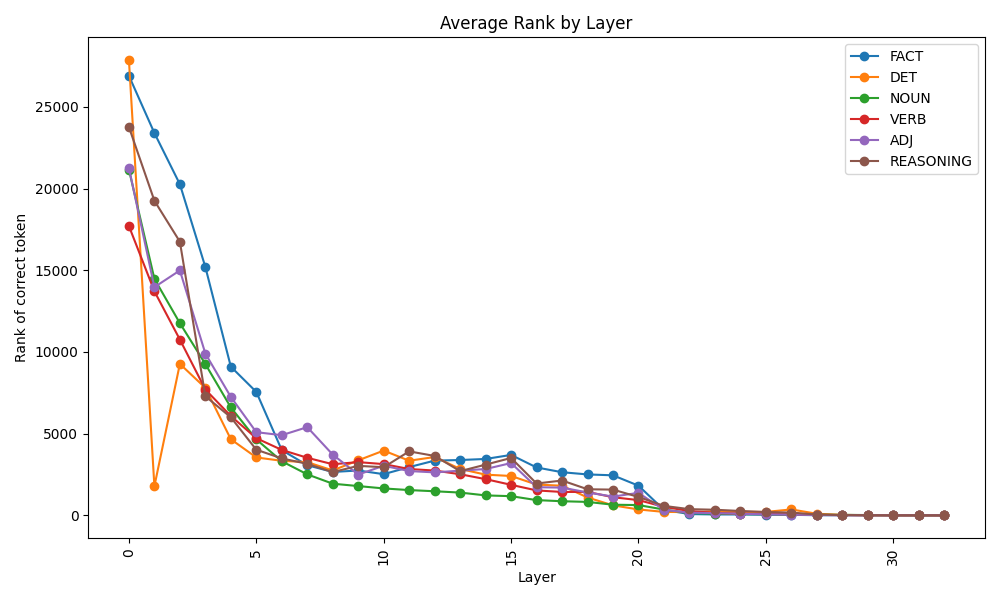 Average Rank by Layer
FACT
DET
NOUN
VERB
ADJ
REASONING
Rank of correct token
25000
20000
15000
10000
5000
0
0
5
10
15
20
25
30
Layer